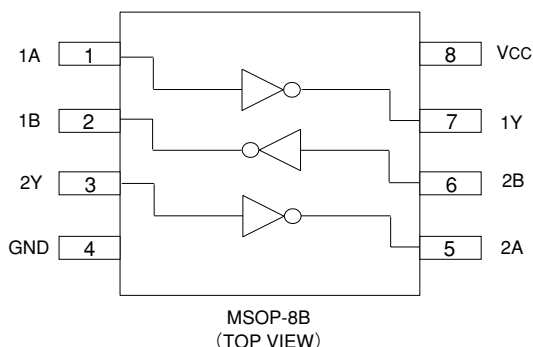 1A 1 8 VCC
1B 2 7 1Y
2Y 3 6 2B
GND 4 5 2A
MSOP-8B
(TOP VIEW)